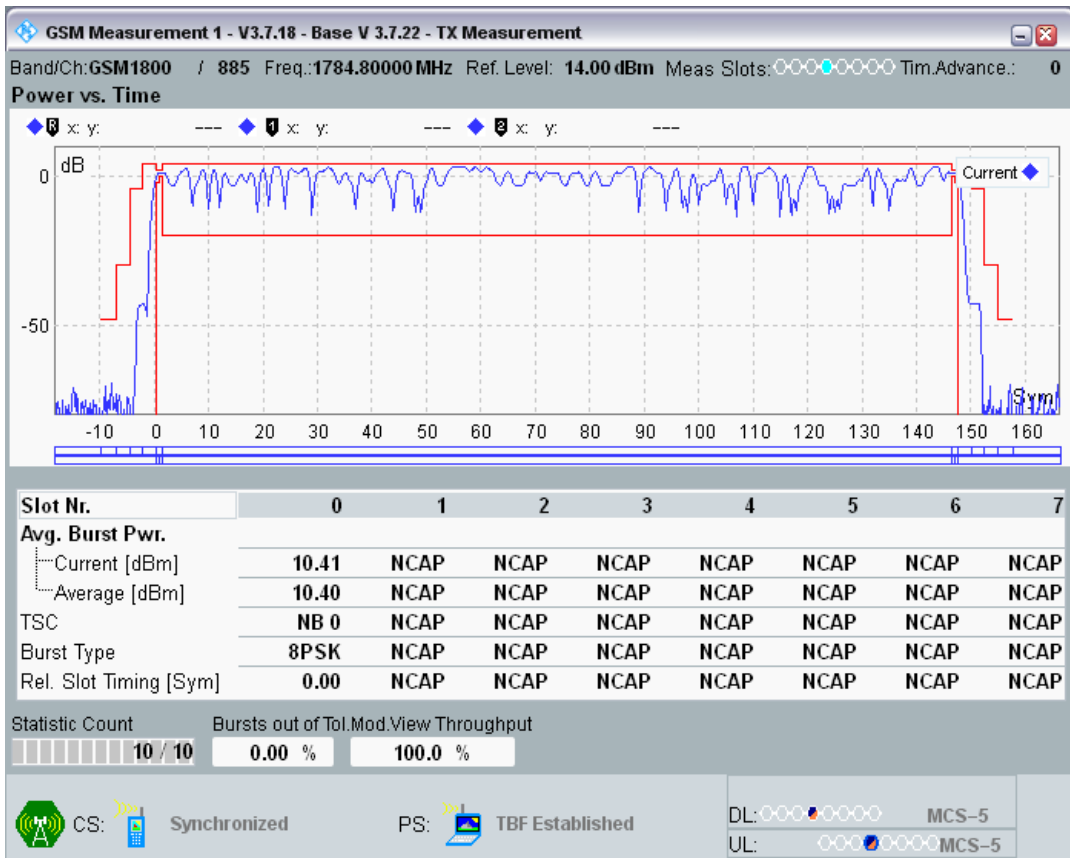 GSM Measurement 1 - V3.7.18 - Base V 3.7.22 - TX Measurement
Band/Ch:GSM1800 / 885 Freq.:1784.80000 MHz Ref. Level: 14.00 dBm Meas Slots: Tim.Advance.: 0
Power vs. Time
R x: y: --- 1 x: y: --- 2 x: y: ---
dB
0
Current
-50
Sym
-10 0 10 20 30 40 50 60 70 80 90 100 110 120 130 140 150 160
Slot Nr. 0 1 2 3 4 5 6 7
Avg. Burst Pwr.
Current [dBm] 10.41 NCAP NCAP NCAP NCAP NCAP NCAP NCAP
Average [dBm] 10.40 NCAP NCAP NCAP NCAP NCAP NCAP NCAP
TSC NB 0 NCAP NCAP NCAP NCAP NCAP NCAP NCAP
Burst Type 8PSK NCAP NCAP NCAP NCAP NCAP NCAP NCAP
Rel. Slot Timing [Sym] 0.00 NCAP NCAP NCAP NCAP NCAP NCAP NCAP
Statistic Count Bursts out of Tol.Mod.View Throughput
10 / 10 0.00 % 100.0 %
CS: Synchronized PS: TBF Established
DL: MCS-5
UL: MCS-5